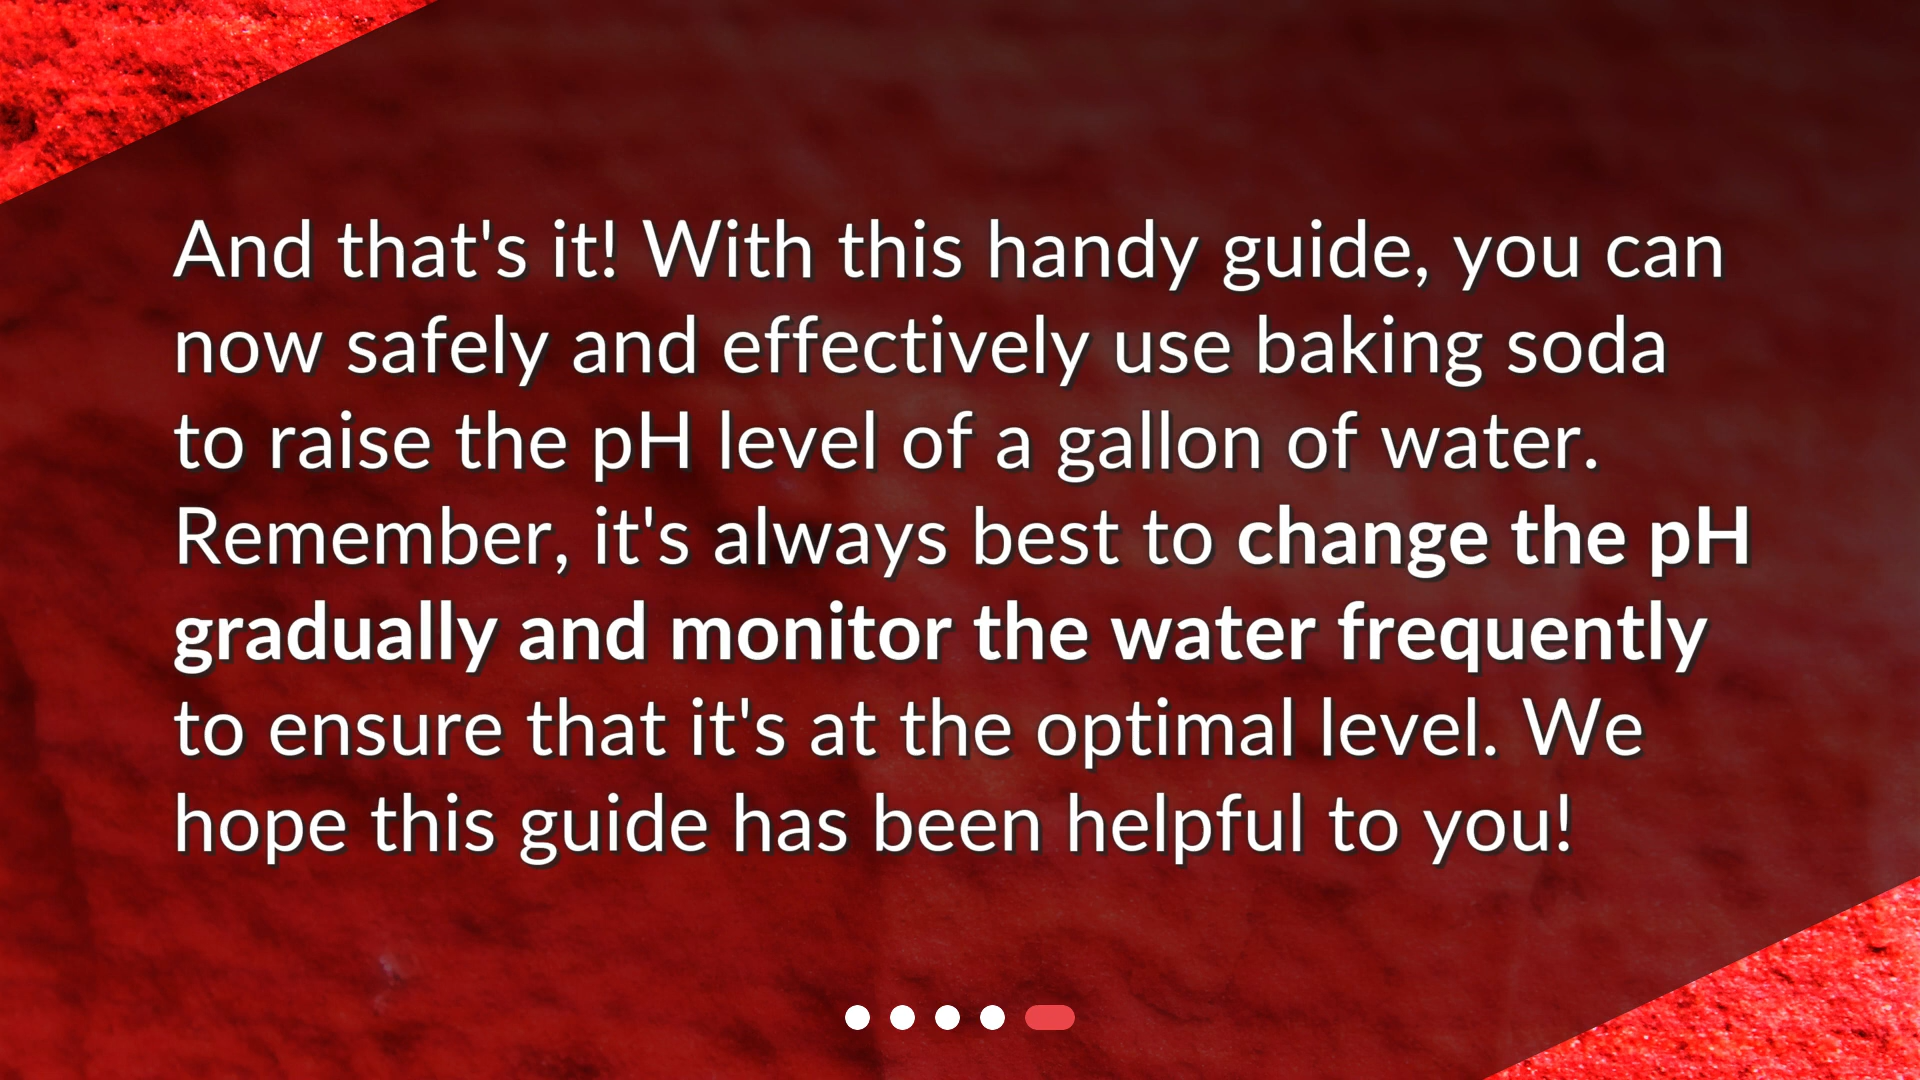 And that's it! With this handy guide, you can
now safely and effectively use baking soda
to raise the pH level of a gallon of water.
Remember, it's always best to change the pH
gradually and monitor the water frequently
to ensure that it's at the optimal level. We
hope this guide has been helpful to you!